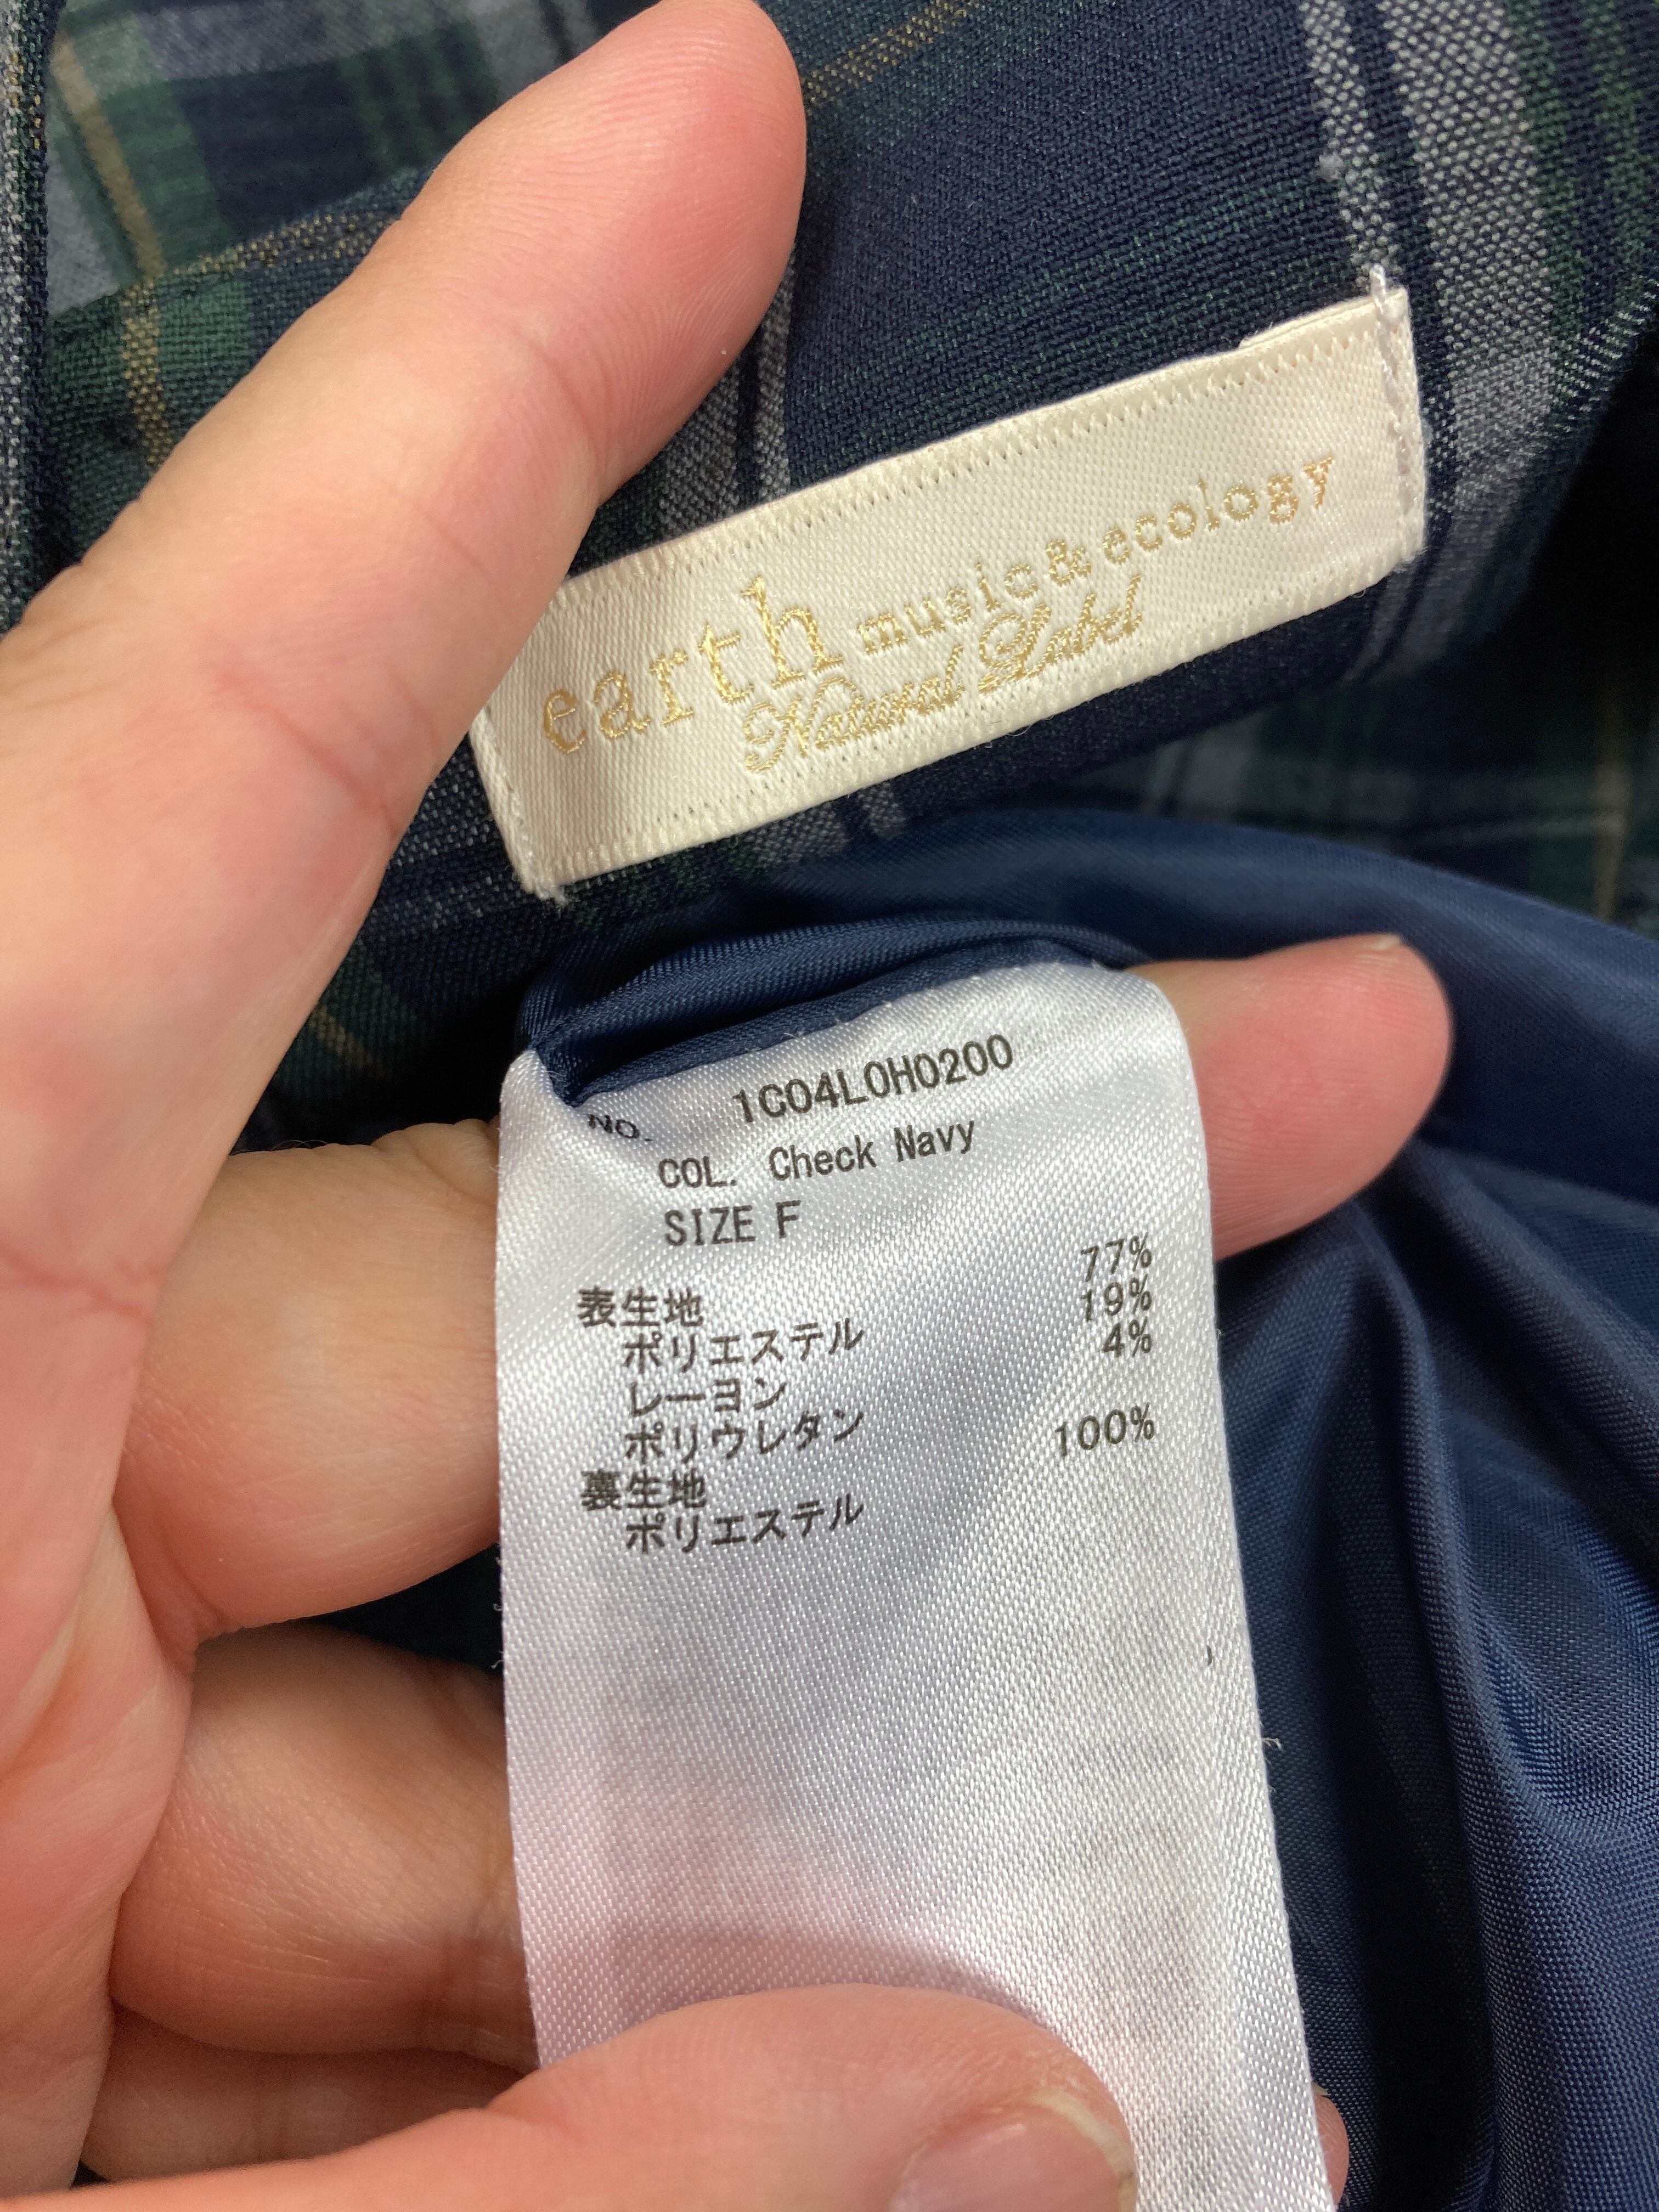 earth music&ecology
Natural Label
NO. 1C04L0H0200
COL. Check Navy
SIZE F
表生地
ポリエステル 77%
レーヨン 19%
ポリウレタン 4%
裏生地
ポリエステル 100%